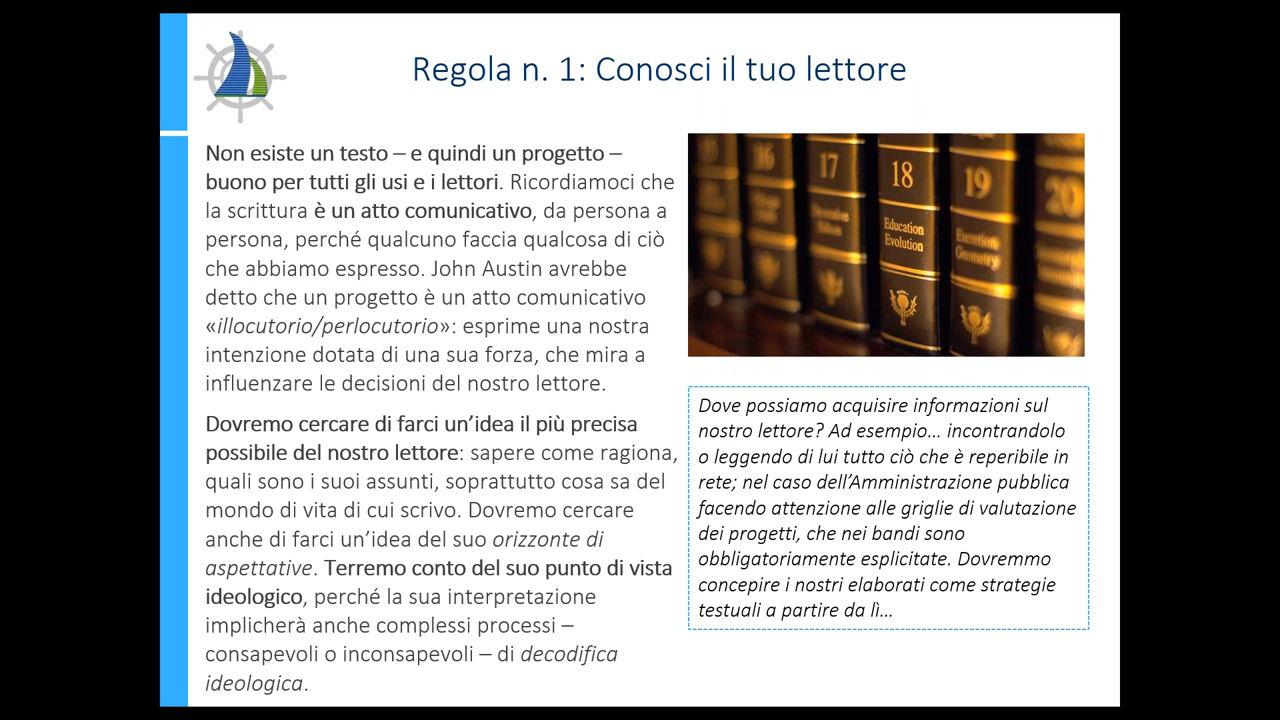 Regola n. 1: Conosci il tuo lettore
Non esiste un testo – e quindi un progetto –
buono per tutti gli usi e i lettori. Ricordiamoci che
la scrittura è un atto comunicativo, da persona a
persona, perché qualcuno faccia qualcosa di ciò
che abbiamo espresso. John Austin avrebbe
detto che un progetto è un atto comunicativo
«illocutorio/perlocutorio»: esprime una nostra
intenzione dotata di una sua forza, che mira a
influenzare le decisioni del nostro lettore.
Dovremo cercare di farci un’idea il più precisa
possibile del nostro lettore: sapere come ragiona,
quali sono i suoi assunti, soprattutto cosa sa del
mondo di vita di cui scrivo. Dovremo cercare
anche di farci un’idea del suo orizzonte di
aspettative. Terremo conto del suo punto di vista
ideologico, perché la sua interpretazione
implicherà anche complessi processi –
consapevoli o inconsapevoli – di decodifica
ideologica.
16
17
18
19
20
Education
Evolution
Excretion
Geometry
Dove possiamo acquisire informazioni sul
nostro lettore? Ad esempio… incontrandolo
o leggendo di lui tutto ciò che è reperibile in
rete; nel caso dell’Amministrazione pubblica
facendo attenzione alle griglie di valutazione
dei progetti, che nei bandi sono
obbligatoriamente esplicitate. Dovremmo
concepire i nostri elaborati come strategie
testuali a partire da lì…